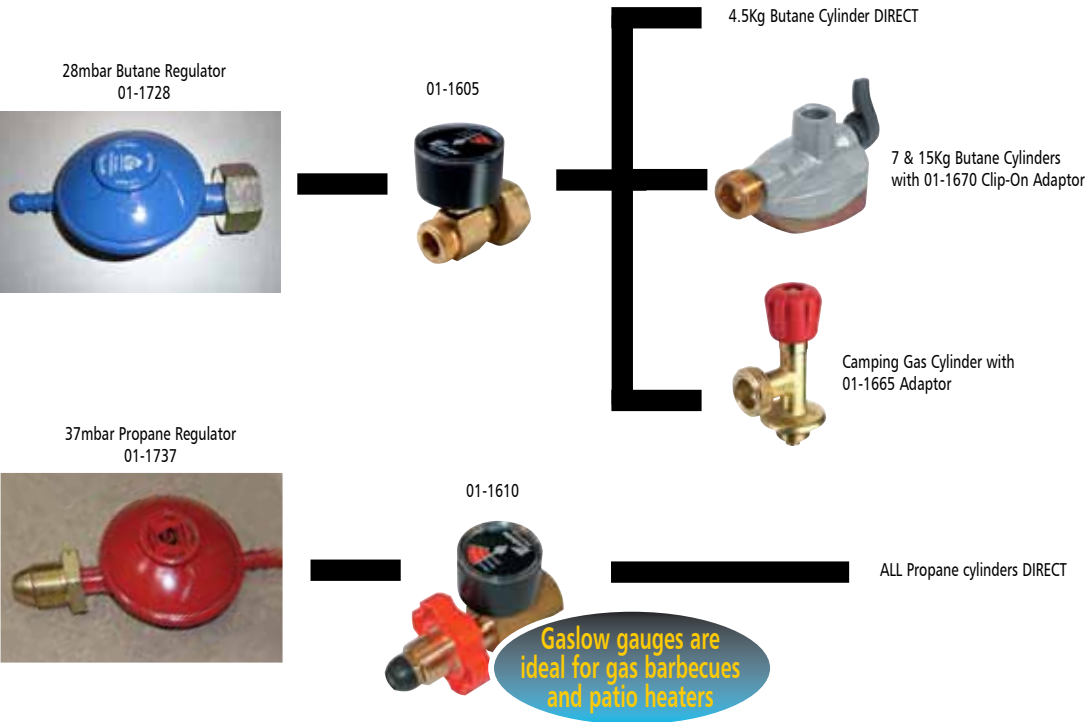 4.5Kg Butane Cylinder DIRECT
28mbar Butane Regulator
01-1728
01-1605
7 & 15Kg Butane Cylinders
with 01-1670 Clip-On Adaptor
Camping Gas Cylinder with
01-1665 Adaptor
37mbar Propane Regulator
01-1737
01-1610
ALL Propane cylinders DIRECT
Gaslow gauges are
ideal for gas barbecues
and patio heaters